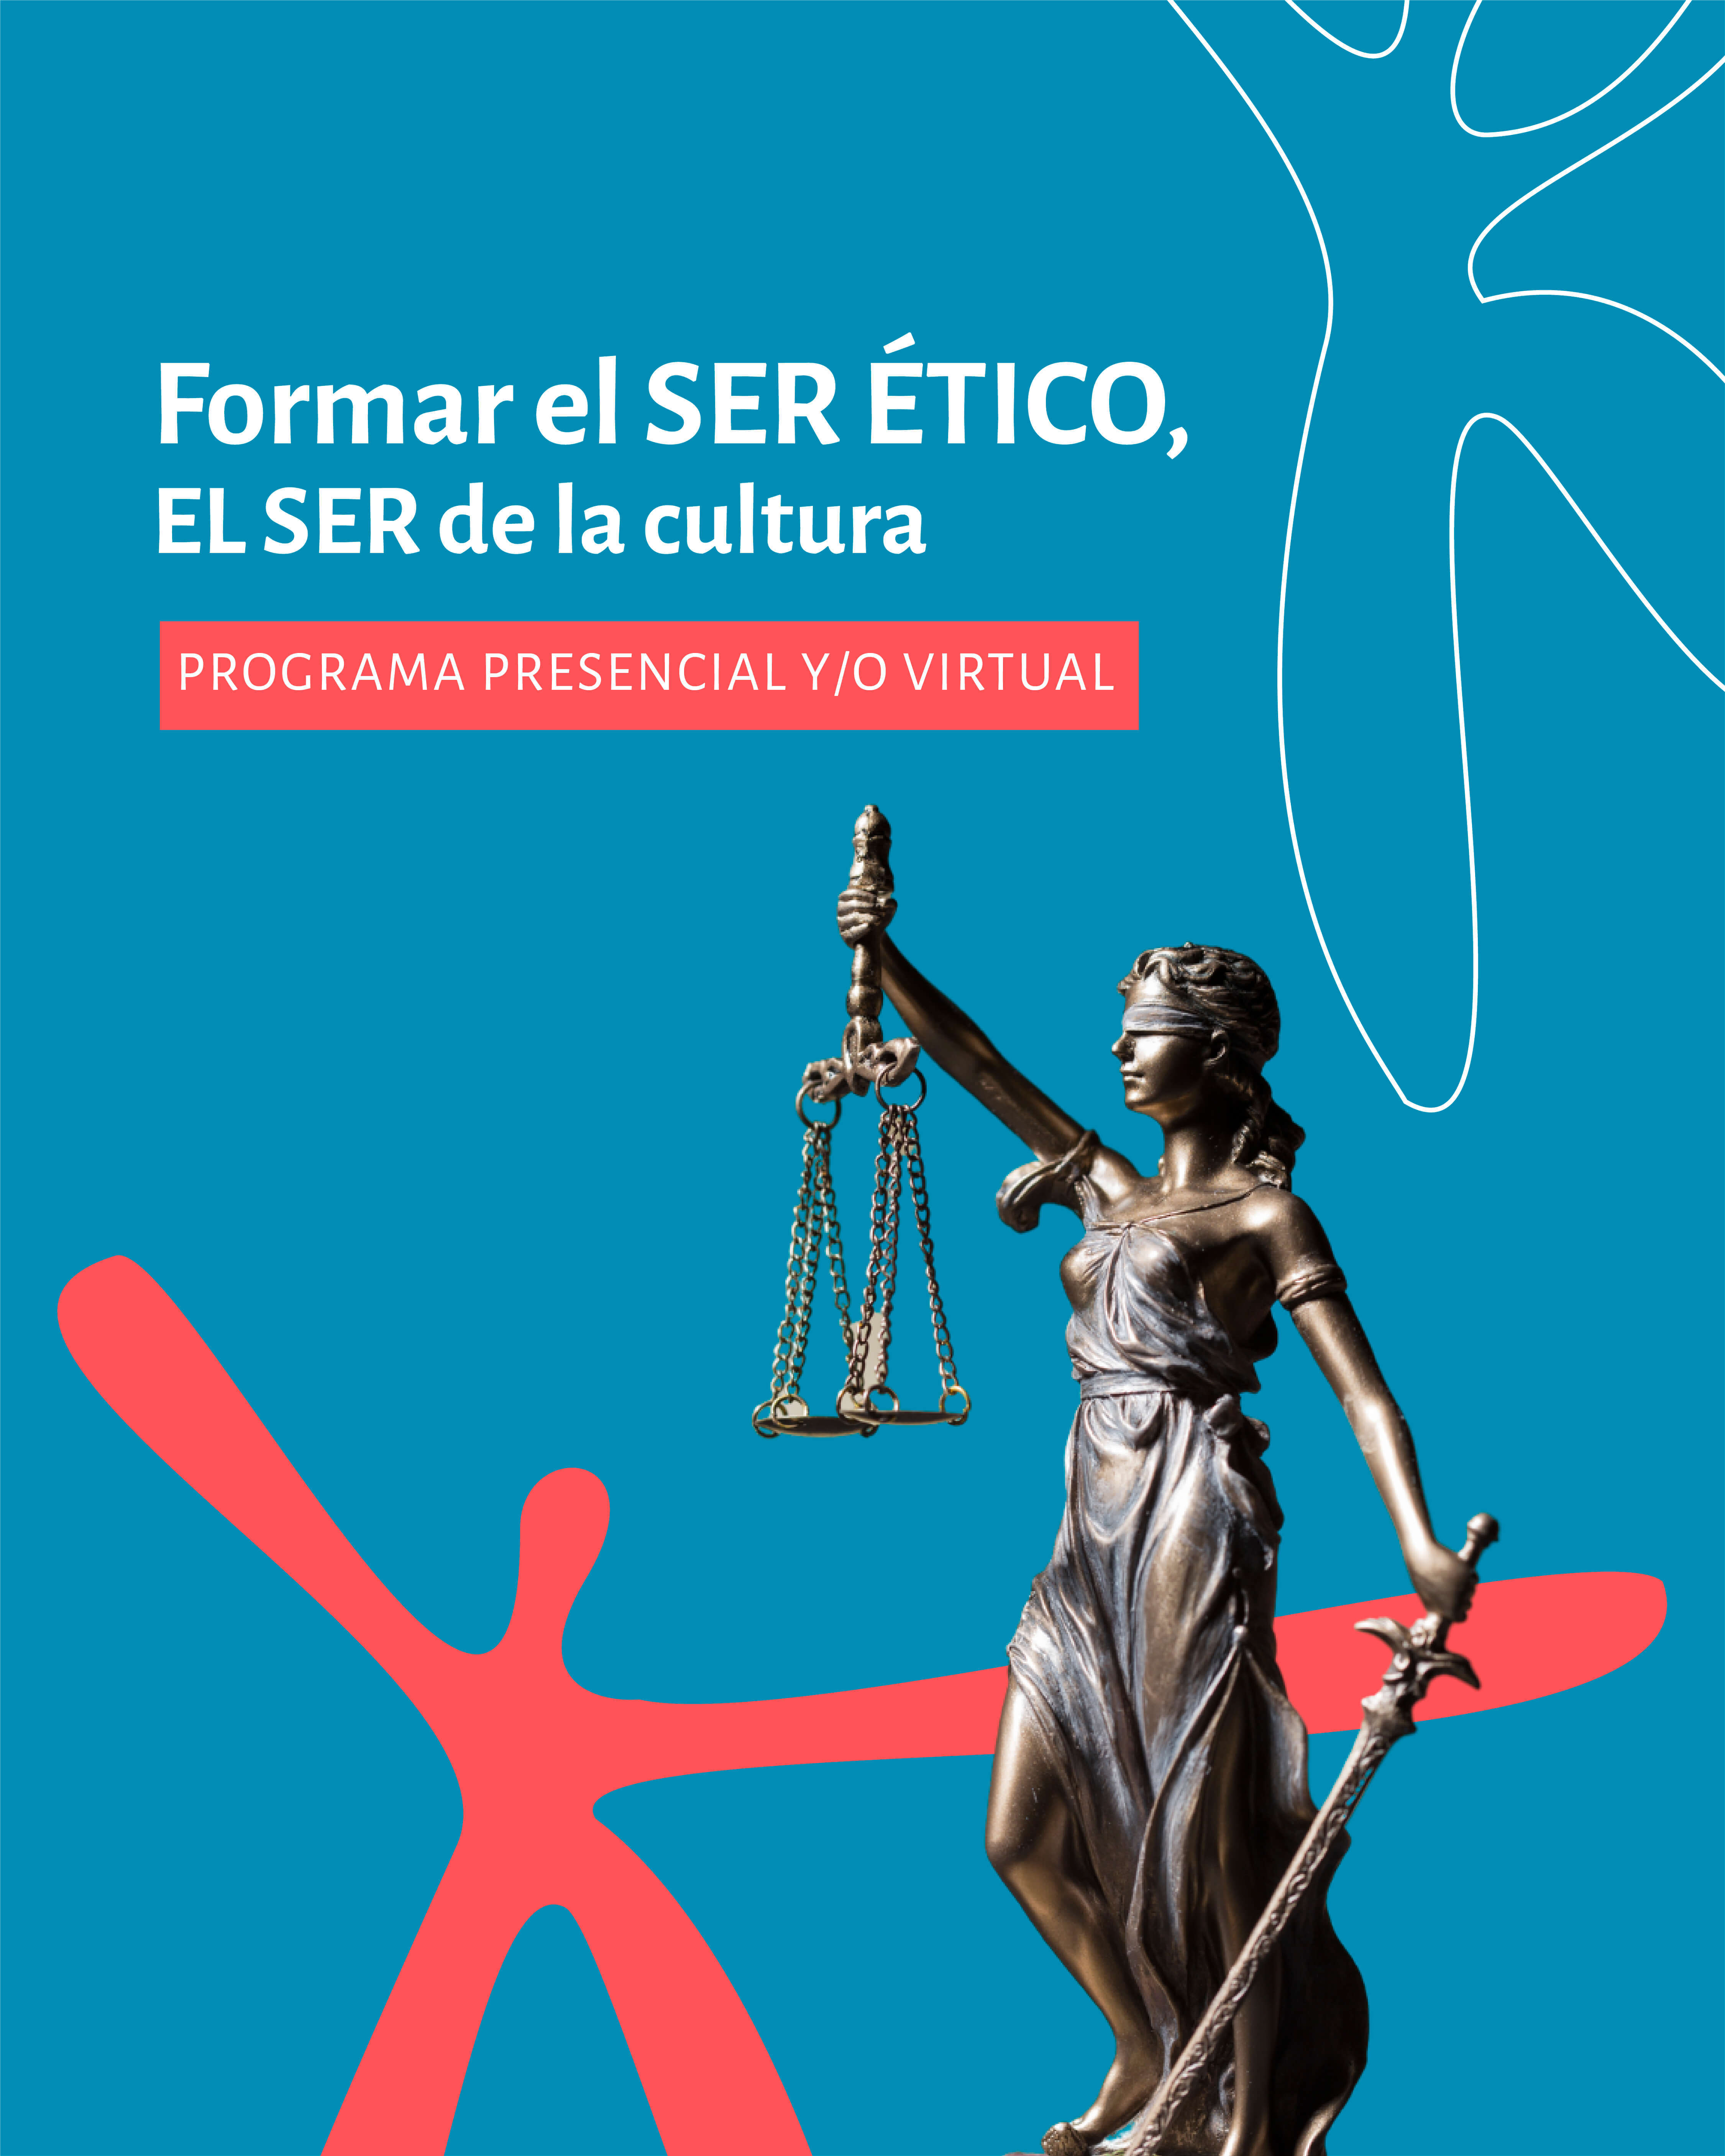 Formar el SER ÉTICO,
EL SER de la cultura
PROGRAMA PRESENCIAL Y/O VIRTUAL